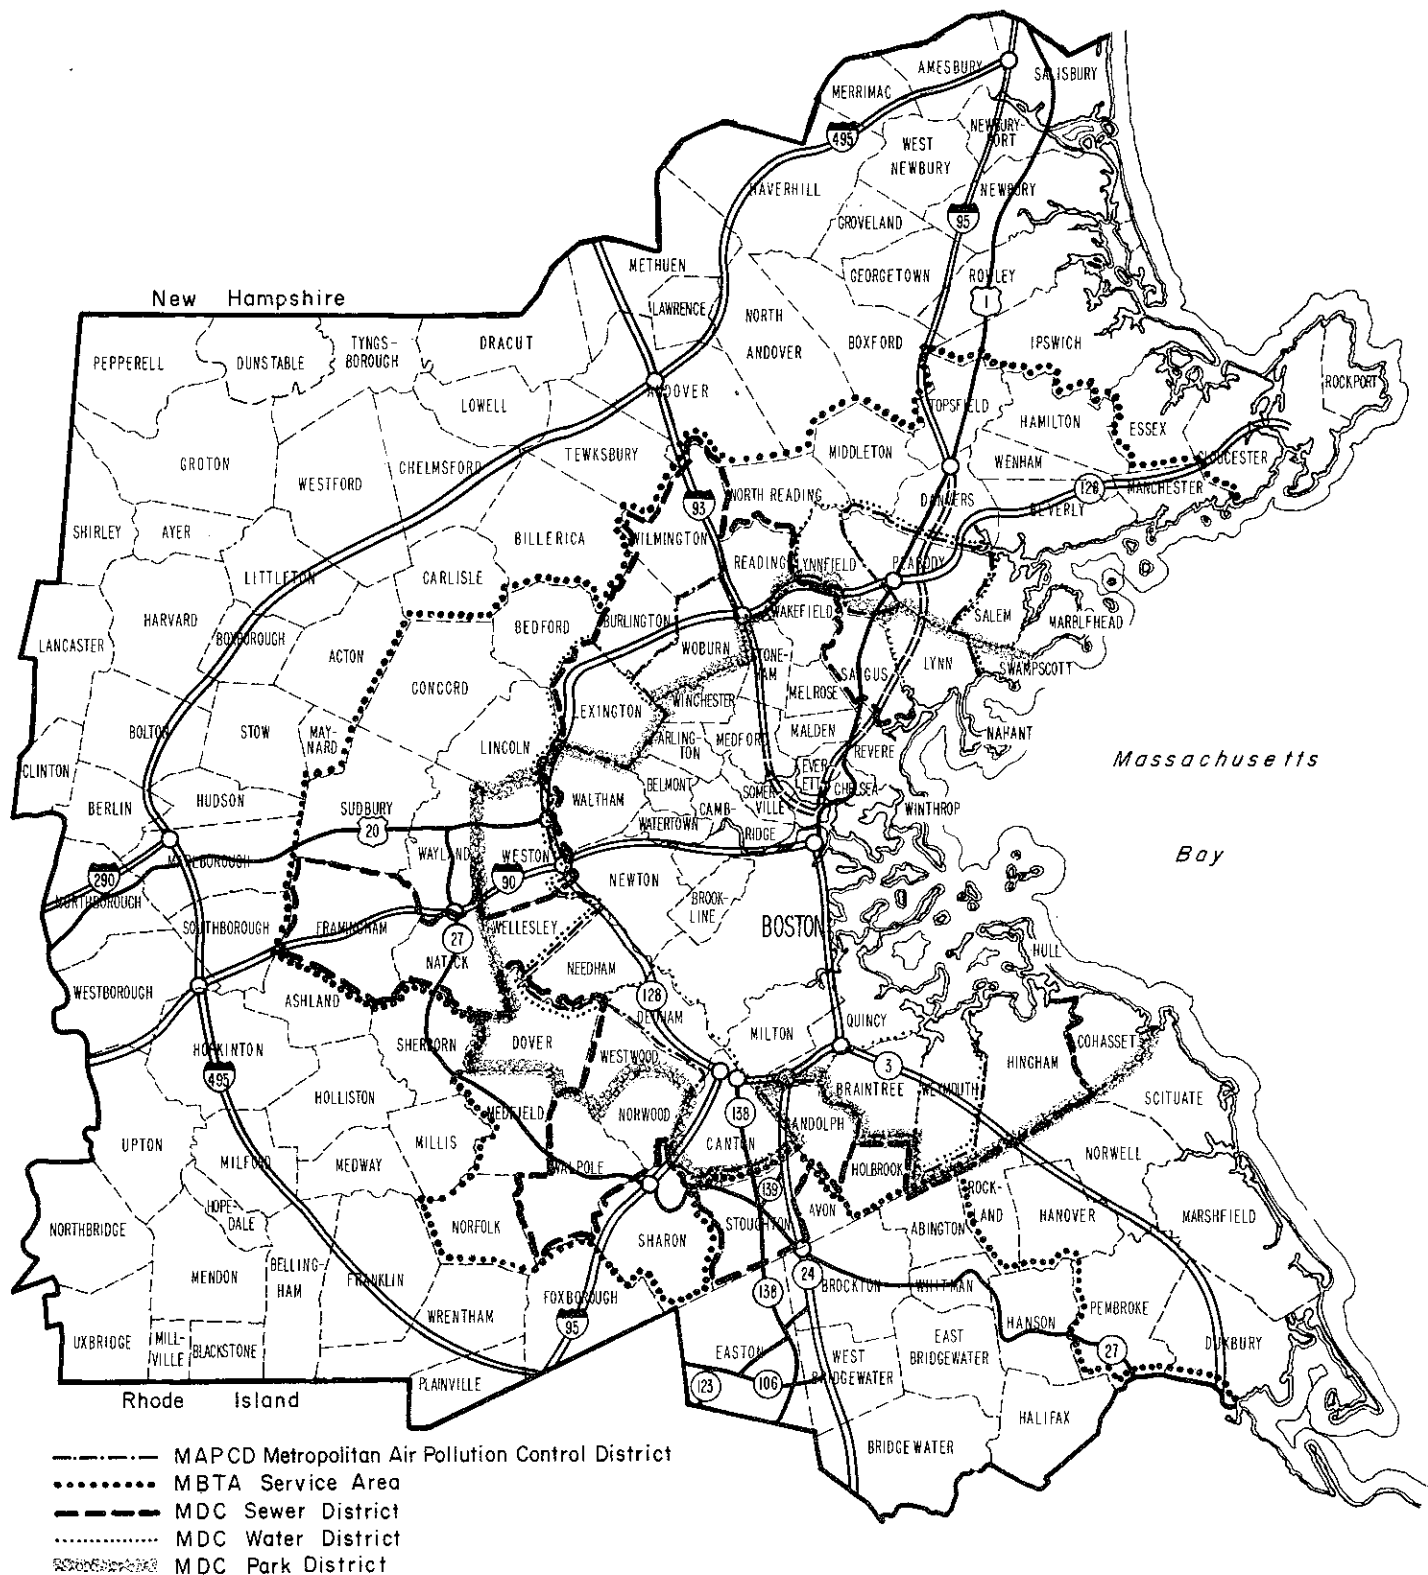 AMESBURY
SALISBURY
MERRIMAC
495
WEST
NEWBURY
NEWBURY-
PORT
HAVERHILL
NEWBURY
GROVELAND
95
METHUEN
GEORGETOWN
ROWLEY
1
New Hampshire
LAWRENCE
NORTH
ANDOVER
BOXFORD
IPSWICH
PEPPERELL
DUNSTABLE
TYNGS-
BOROUGH
DRACUT
ROCKPORT
ANDOVER
LOWELL
TOPSFIELD
HAMILTON
ESSEX
GROTON
CHELMSFORD
TEWKSBURY
MIDDLETON
WENHAM
GLOUCESTER
WESTFORD
NORTH READING
DANVERS
128
MANCHESTER
BEVERLY
93
SHIRLEY
AYER
BILLERICA
WILMINGTON
READING
LYNNFIELD
PEABODY
LITTLETON
CARLISLE
HARVARD
BOXBOROUGH
BEDFORD
BURLINGTON
WAKEFIELD
SALEM
MARBLEHEAD
LANCASTER
ACTON
WOBURN
STONE-
HAM
SAUGUS
LYNN
SWAMPSCOTT
CONCORD
LEXINGTON
WINCHESTER
MELROSE
BOLTON
STOW
MAY-
NARD
LINCOLN
ARLING-
TON
MEDFORD
MALDEN
REVERE
NAHANT
CLINTON
BERLIN
HUDSON
SUDBURY
20
WALTHAM
BELMONT
SOMER-
VILLE
EVER-
ETT
CHELSEA
WINTHROP
Massachusetts
Bay
WATERTOWN
CAMB-
RIDGE
MARLBOROUGH
WAYLAND
WESTON
290
NORTHBOROUGH
90
NEWTON
BROOK-
LINE
BOSTON
SOUTHBOROUGH
FRAMINGHAM
27
WELLESLEY
NATICK
NEEDHAM
HULL
WESTBOROUGH
ASHLAND
128
DEDHAM
MILTON
QUINCY
HOPKINTON
SHERBORN
DOVER
WESTWOOD
3
HINGHAM
COHASSET
495
HOLLISTON
MEDFIELD
NORWOOD
138
BRAINTREE
WEYMOUTH
SCITUATE
UPTON
MILFORD
MEDWAY
MILLIS
WALPOLE
CANTON
RANDOLPH
HOLBROOK
NORWELL
HOPE-
DALE
139
AVON
ROCK-
LAND
NORTHBRIDGE
NORFOLK
SHARON
STOUGHTON
ABINGTON
HANOVER
MARSHFIELD
MENDON
BELLING-
HAM
FRANKLIN
WRENTHAM
FOXBOROUGH
138
24
BROCKTON
WHITMAN
HANSON
PEMBROKE
95
UXBRIDGE
MILL-
VILLE
BLACKSTONE
EASTON
WEST
BRIDGEWATER
EAST
BRIDGEWATER
27
DUXBURY
PLAINVILLE
123
106
Rhode Island
HALIFAX
BRIDGEWATER
MAPCD Metropolitan Air Pollution Control District
MBTA Service Area
MDC Sewer District
MDC Water District
MDC Park District